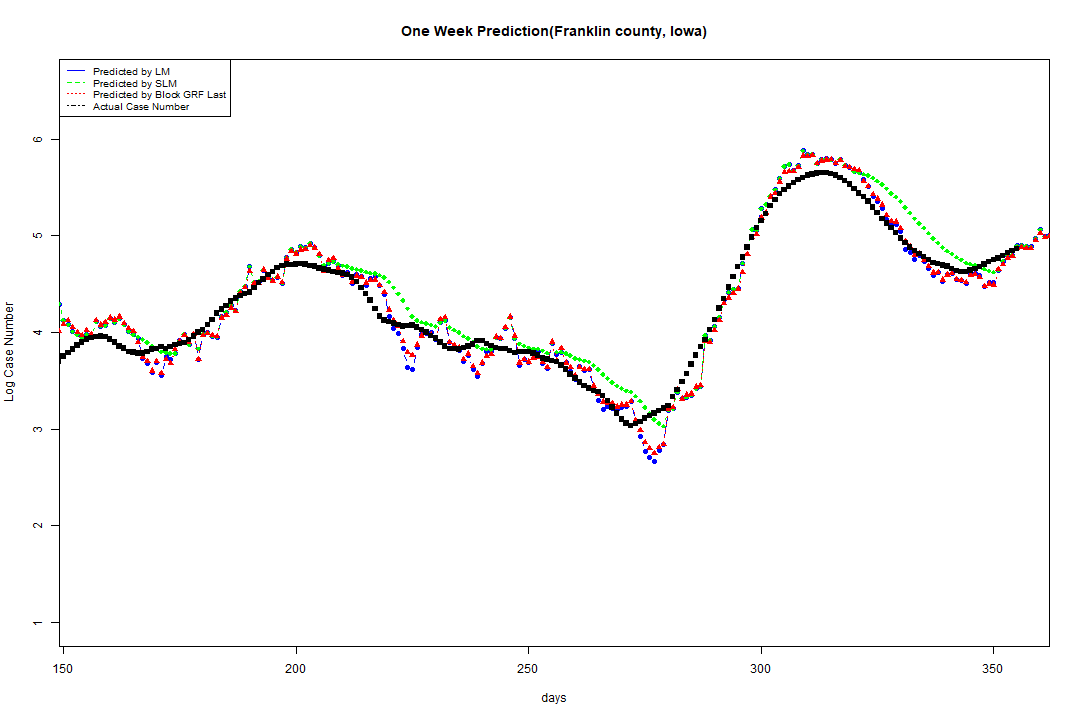 One Week Prediction(Franklin county, Iowa)
Predicted by LM
Predicted by SLM
Predicted by Block GRF Last
Actual Case Number
Log Case Number
6
5
4
3
2
1
150 200 250 300 350
days